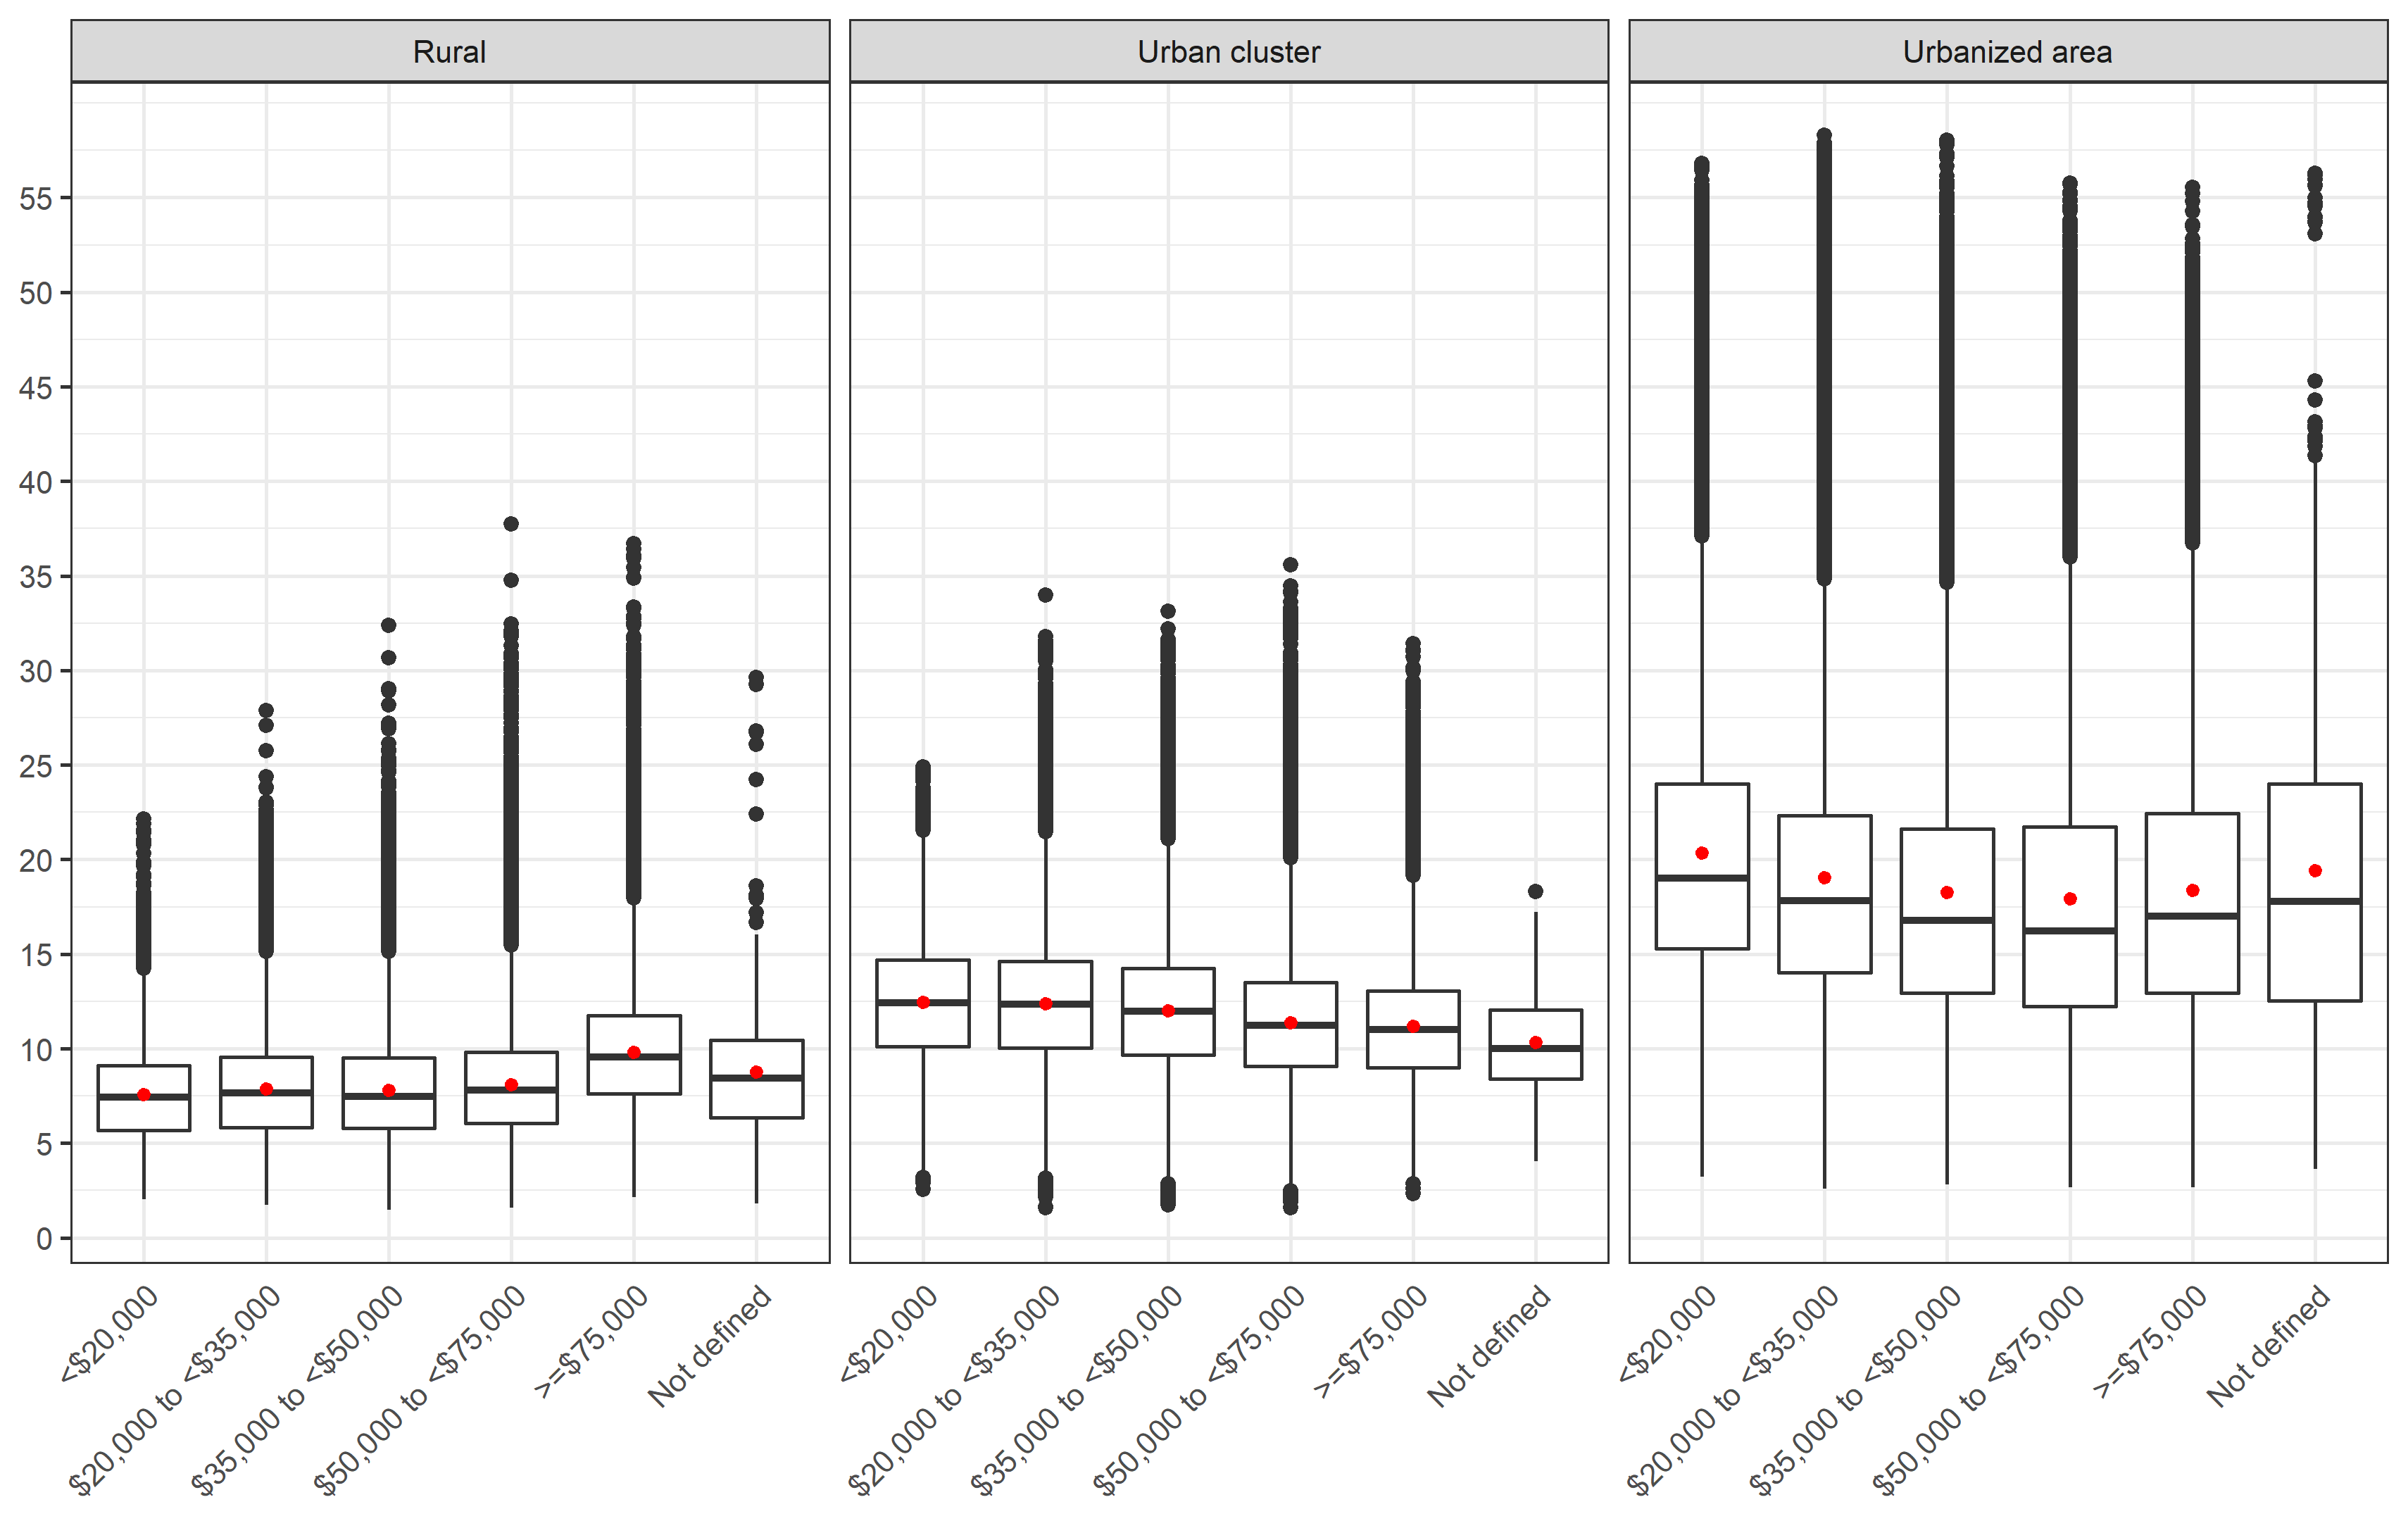 Rural
Urban cluster
Urbanized area
55
50
45
40
35
30
25
20
15
10
5
0
<$20,000
$20,000 to <$35,000
$35,000 to <$50,000
$50,000 to <$75,000
>=$75,000
Not defined
<$20,000
$20,000 to <$35,000
$35,000 to <$50,000
$50,000 to <$75,000
>=$75,000
Not defined
<$20,000
$20,000 to <$35,000
$35,000 to <$50,000
$50,000 to <$75,000
>=$75,000
Not defined